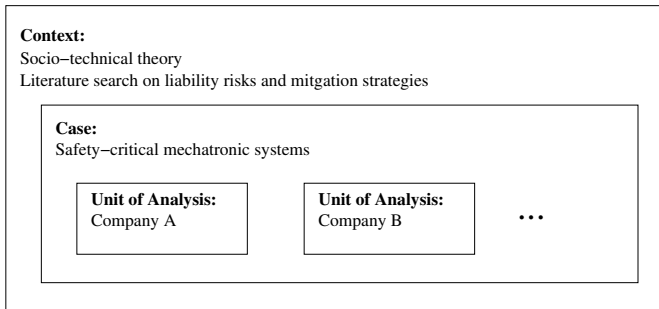 Context:
Socio−technical theory
Literature search on liability risks and mitgation strategies
Case:
Safety−critical mechatronic systems
Unit of Analysis:
Company A
Unit of Analysis:
Company B
...